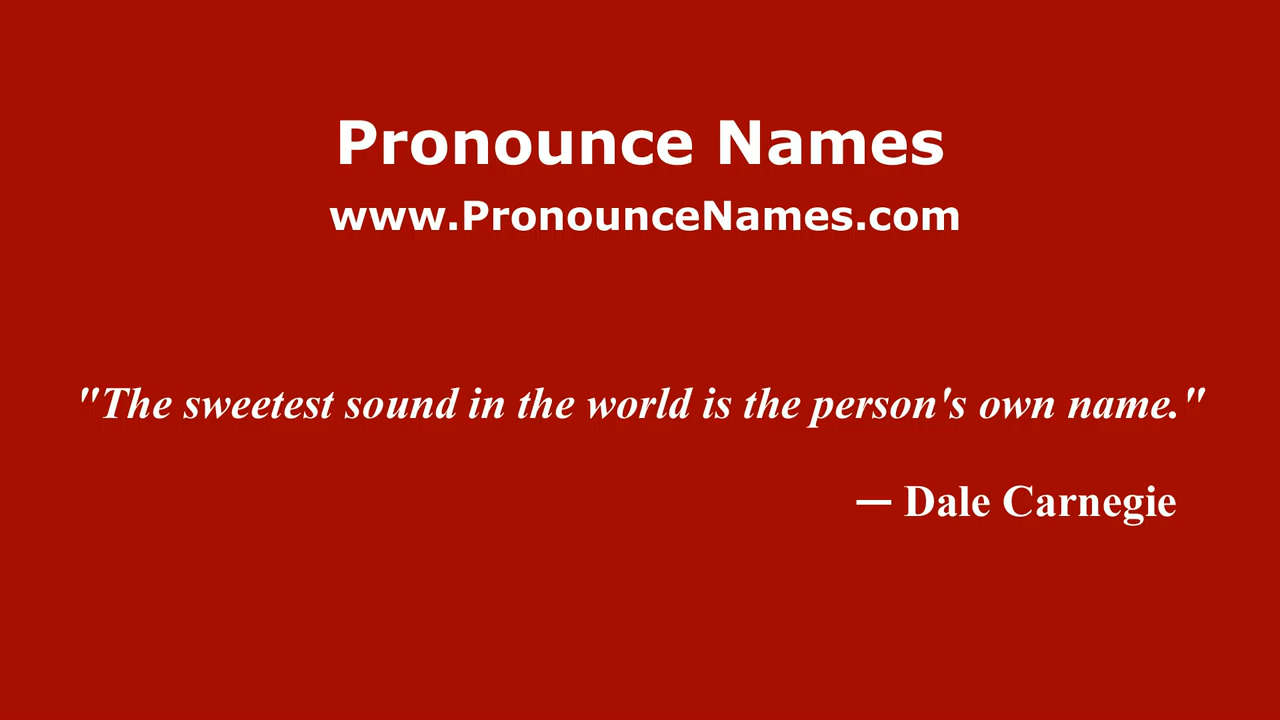 Pronounce Names
www.PronounceNames.com
"The sweetest sound in the world is the person's own name."
— Dale Carnegie